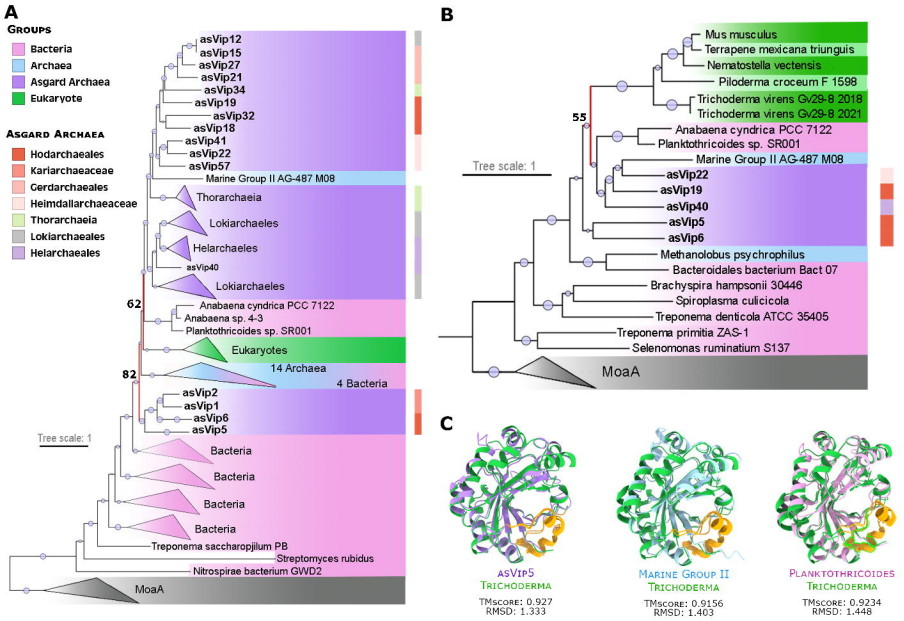 A
GROUPS
Bacteria
Archaea
Asgard Archaea
Eukaryote
ASGARD ARCHAEA
Hodarchaeales
Kariarchaeaceae
Gerdarchaeales
Heimdallarchaeaceae
Thorarchaeia
Lokiarchaeles
Helarchaeales
asVip12
asVip15
asVip27
asVip21
asVip34
asVip19
asVip32
asVip18
asVip41
asVip22
asVip57
Marine Group II AG-487 M08
Thorarchaeia
Lokiarchaeles
Helarchaeles
asVip40
Lokiarchaeles
62
Anabaena cyndrica PCC 7122
Anabaena sp. 4-3
Planktothricoides sp. SR001
Eukaryotes
82
14 Archaea
4 Bacteria
asVip2
asVip1
asVip6
asVip5
Tree scale: 1
Bacteria
Bacteria
Bacteria
Bacteria
Treponema saccharopjilum PB
Streptomyces rubidus
Nitrospirae bacterium GWD2
MoaA
B
Mus musculus
Terrapene mexicana triunguis
Nematostella vectensis
Piloderma croceum F 1598
Trichoderma virens Gv29-8 2018
Trichoderma virens Gv29-8 2021
55
Anabaena cyndrica PCC 7122
Planktothricoides sp. SR001
Marine Group II AG-487 M08
Tree scale: 1
asVip22
asVip19
asVip40
asVip5
asVip6
Methanolobus psychrophilus
Bacteroidales bacterium Bact 07
Brachyspira hampsonii 30446
Spiroplasma culicicola
Treponema denticola ATCC 35405
Treponema primitia ZAS-1
Selenomonas ruminatium S137
MoaA
C
ASVIP5
TRICHODERMA
TMSCORE: 0.927
RMSD: 1.333
MARINE GROUP II
TRICHODERMA
TMSCORE: 0.9156
RMSD: 1.403
PLANKTOTHRICOIDES
TRICHODERMA
TMSCORE: 0.9234
RMSD: 1.448